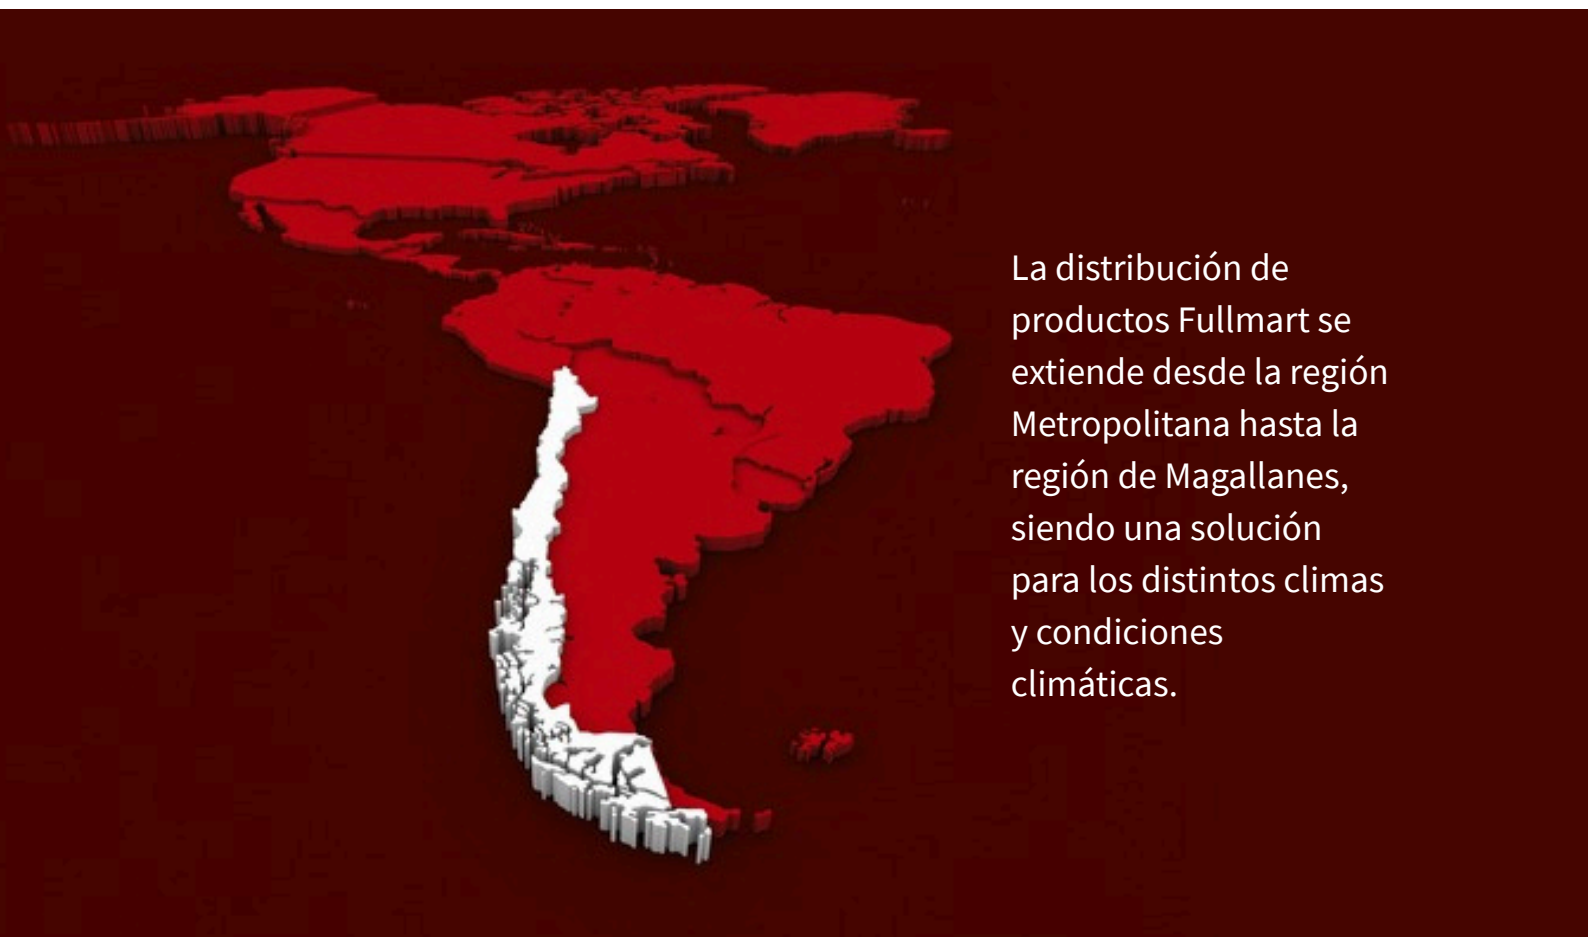 La distribución de
productos Fullmart se
extiende desde la región
Metropolitana hasta la
región de Magallanes,
siendo una solución
para los distintos climas
y condiciones
climáticas.